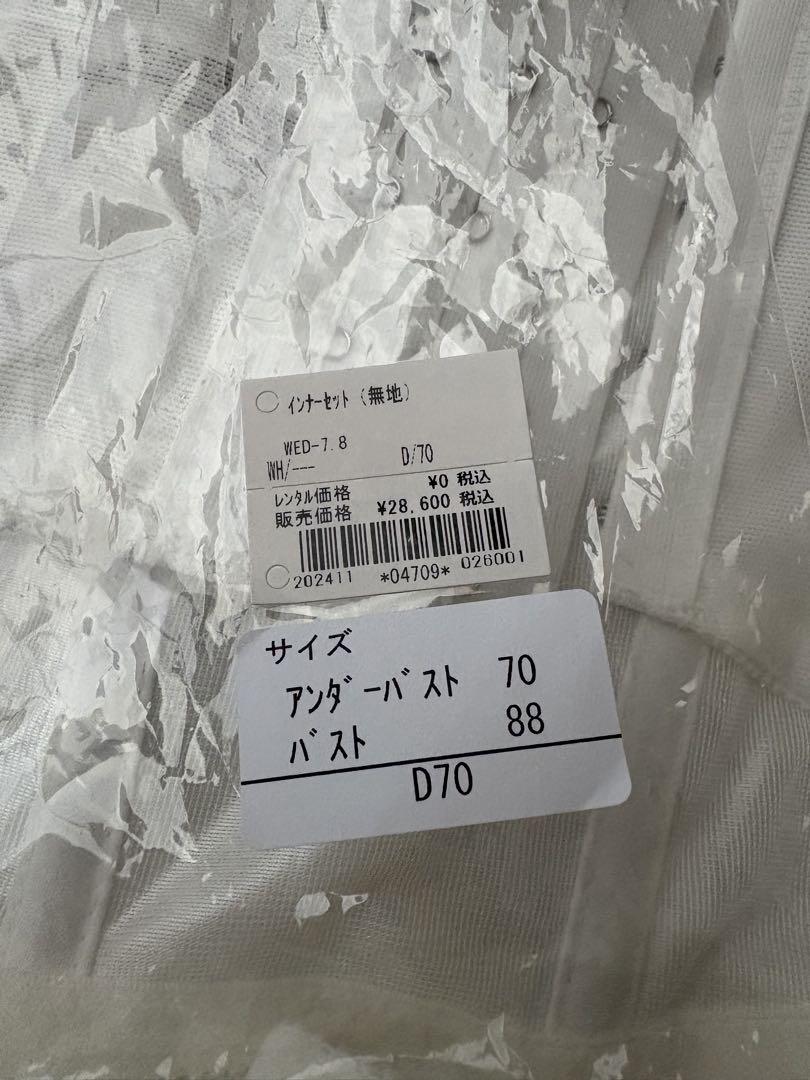 インナーセット（無地）
WED-7.8
WH/--- D/70
レンタル価格 ¥0 税込
販売価格 ¥28,600 税込
202411 *04709* 026001
サイズ
アンダーバスト 70
バスト 88
D70